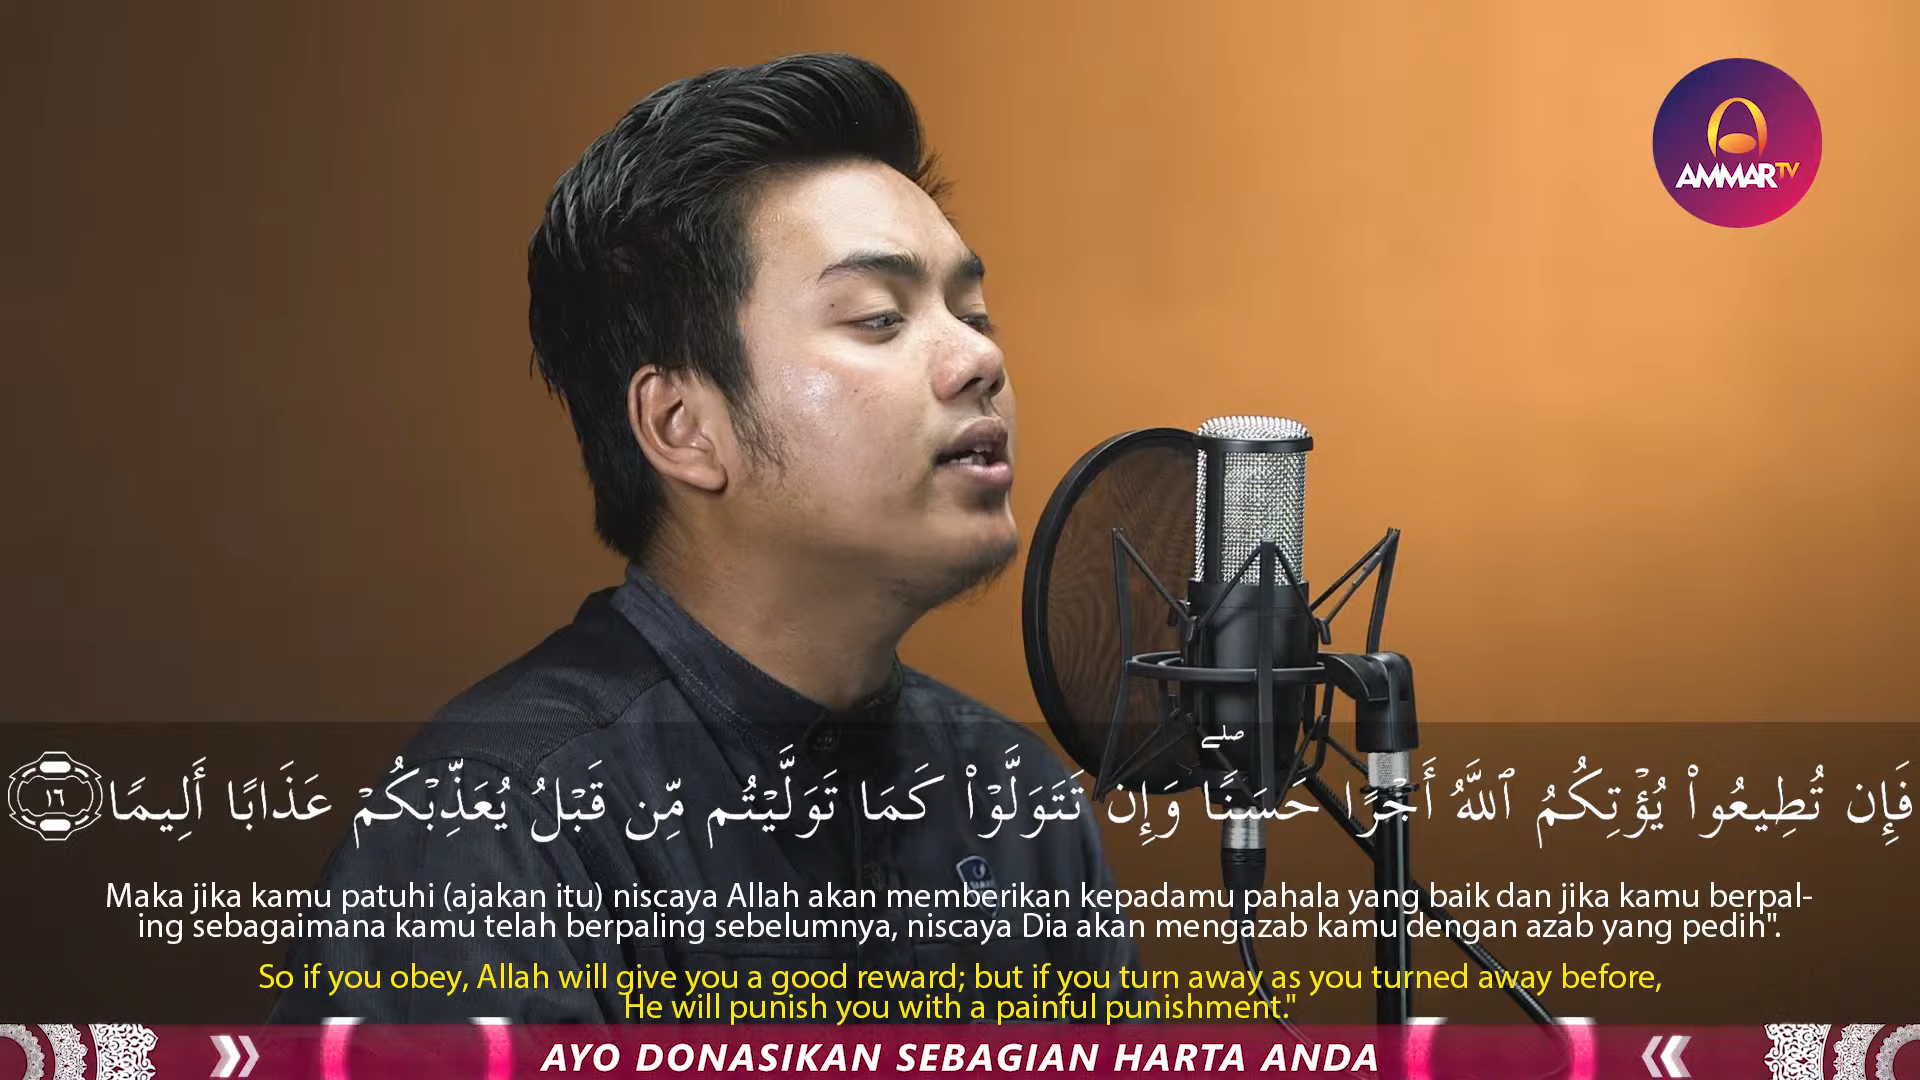 AMMARTV
صلے
فَإِن تُطِيعُوا۟ يُؤْتِكُمُ ٱللَّهُ أَجْرًا حَسَنًا وَإِن تَتَوَلَّوْا۟ كَمَا تَوَلَّيْتُم مِّن قَبْلُ يُعَذِّبْكُمْ عَذَابًا أَلِيمًا ١٦
Maka jika kamu patuhi (ajakan itu) niscaya Allah akan memberikan kepadamu pahala yang baik dan jika kamu berpal-
ing sebagaimana kamu telah berpaling sebelumnya, niscaya Dia akan mengazab kamu dengan azab yang pedih".
So if you obey, Allah will give you a good reward; but if you turn away as you turned away before,
He will punish you with a painful punishment."
AYO DONASIKAN SEBAGIAN HARTA ANDA